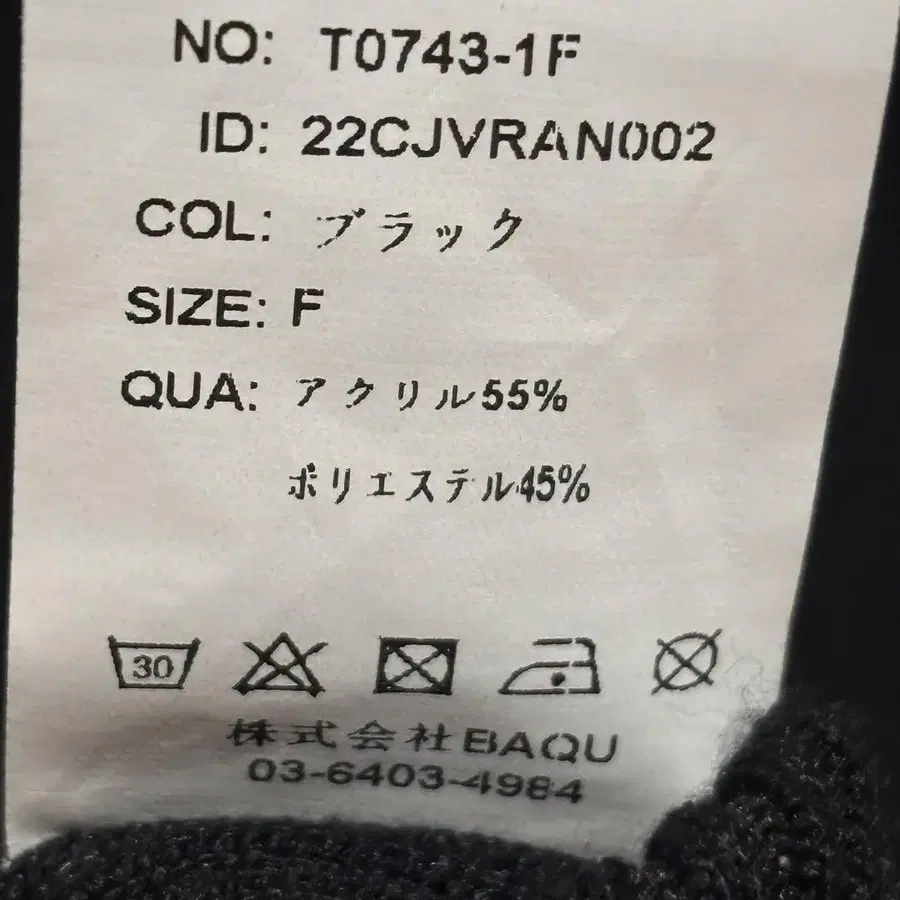 NO: T0743-1F
ID: 22CJVRAN002
COL: ブラック
SIZE: F
QUA: アクリル55%
ポリエステル45%
30
株式会社BAQU
03-6403-4984